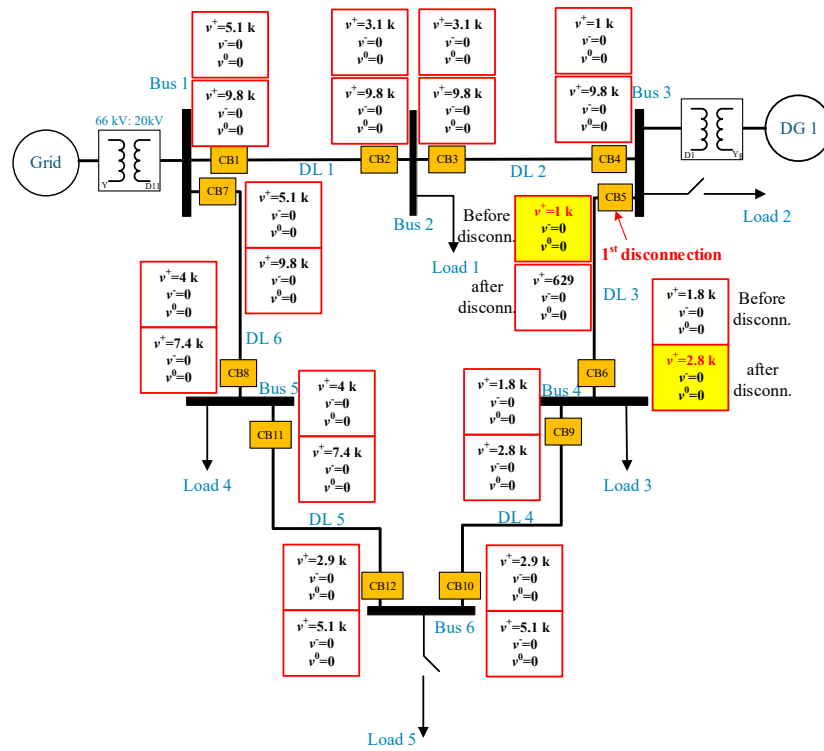 v⁺=5.1 k
v⁻=0
v⁰=0
v⁺=9.8 k
v⁻=0
v⁰=0
v⁺=3.1 k
v⁻=0
v⁰=0
v⁺=9.8 k
v⁻=0
v⁰=0
v⁺=3.1 k
v⁻=0
v⁰=0
v⁺=9.8 k
v⁻=0
v⁰=0
v⁺=1 k
v⁻=0
v⁰=0
v⁺=9.8 k
v⁻=0
v⁰=0
Bus 1
Bus 3
66 kV: 20kV
Grid
Y
D11
CB1
DL 1
CB2
CB3
DL 2
CB4
D1
Yg
DG 1
CB7
CB5
Bus 2
Load 1
Load 2
1st disconnection
v⁺=5.1 k
v⁻=0
v⁰=0
v⁺=9.8 k
v⁻=0
v⁰=0
Before
disconn.
v⁺=1 k
v⁻=0
v⁰=0
after
disconn.
v⁺=629
v⁻=0
v⁰=0
DL 3
v⁺=4 k
v⁻=0
v⁰=0
v⁺=7.4 k
v⁻=0
v⁰=0
DL 6
v⁺=1.8 k
v⁻=0
v⁰=0
Before
disconn.
v⁺=2.8 k
v⁻=0
v⁰=0
after
disconn.
CB8
Bus 5
CB6
Bus 4
CB11
CB9
v⁺=4 k
v⁻=0
v⁰=0
v⁺=7.4 k
v⁻=0
v⁰=0
v⁺=1.8 k
v⁻=0
v⁰=0
v⁺=2.8 k
v⁻=0
v⁰=0
Load 4
Load 3
DL 5
DL 4
v⁺=2.9 k
v⁻=0
v⁰=0
v⁺=5.1 k
v⁻=0
v⁰=0
CB12
CB10
v⁺=2.9 k
v⁻=0
v⁰=0
v⁺=5.1 k
v⁻=0
v⁰=0
Bus 6
Load 5